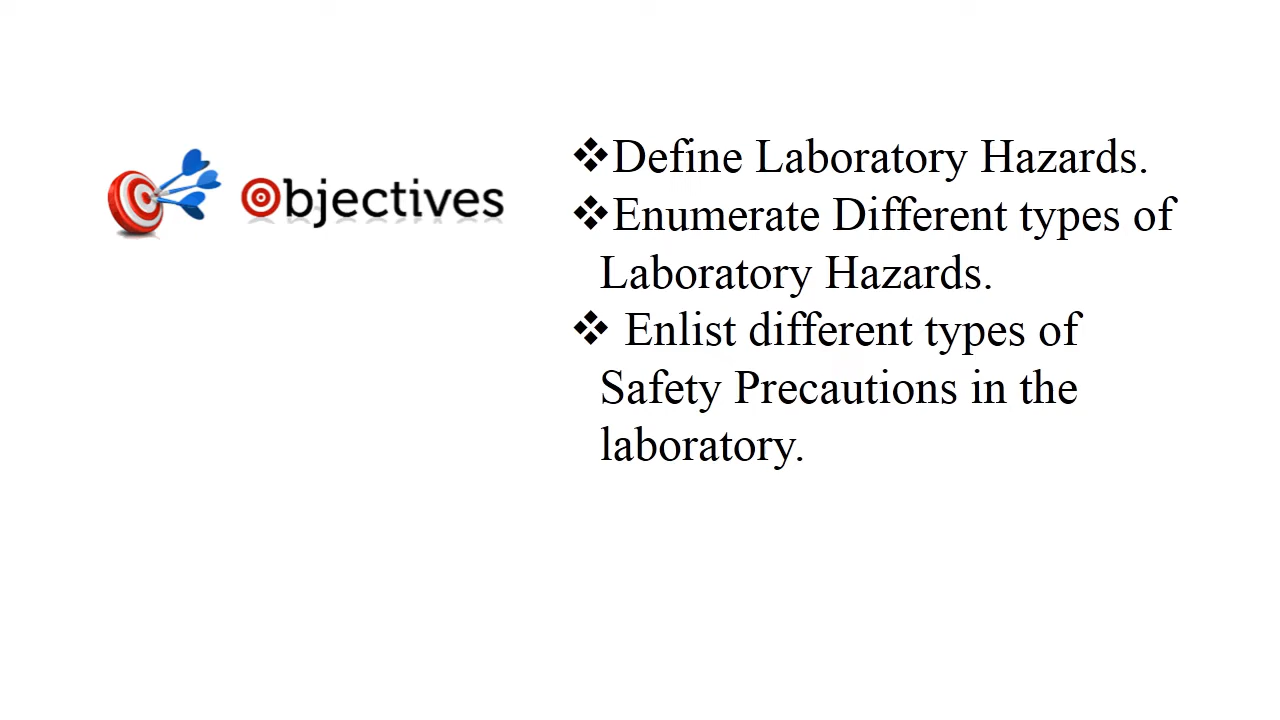 Objectives
❖Define Laboratory Hazards.
❖Enumerate Different types of
Laboratory Hazards.
❖ Enlist different types of
Safety Precautions in the
laboratory.